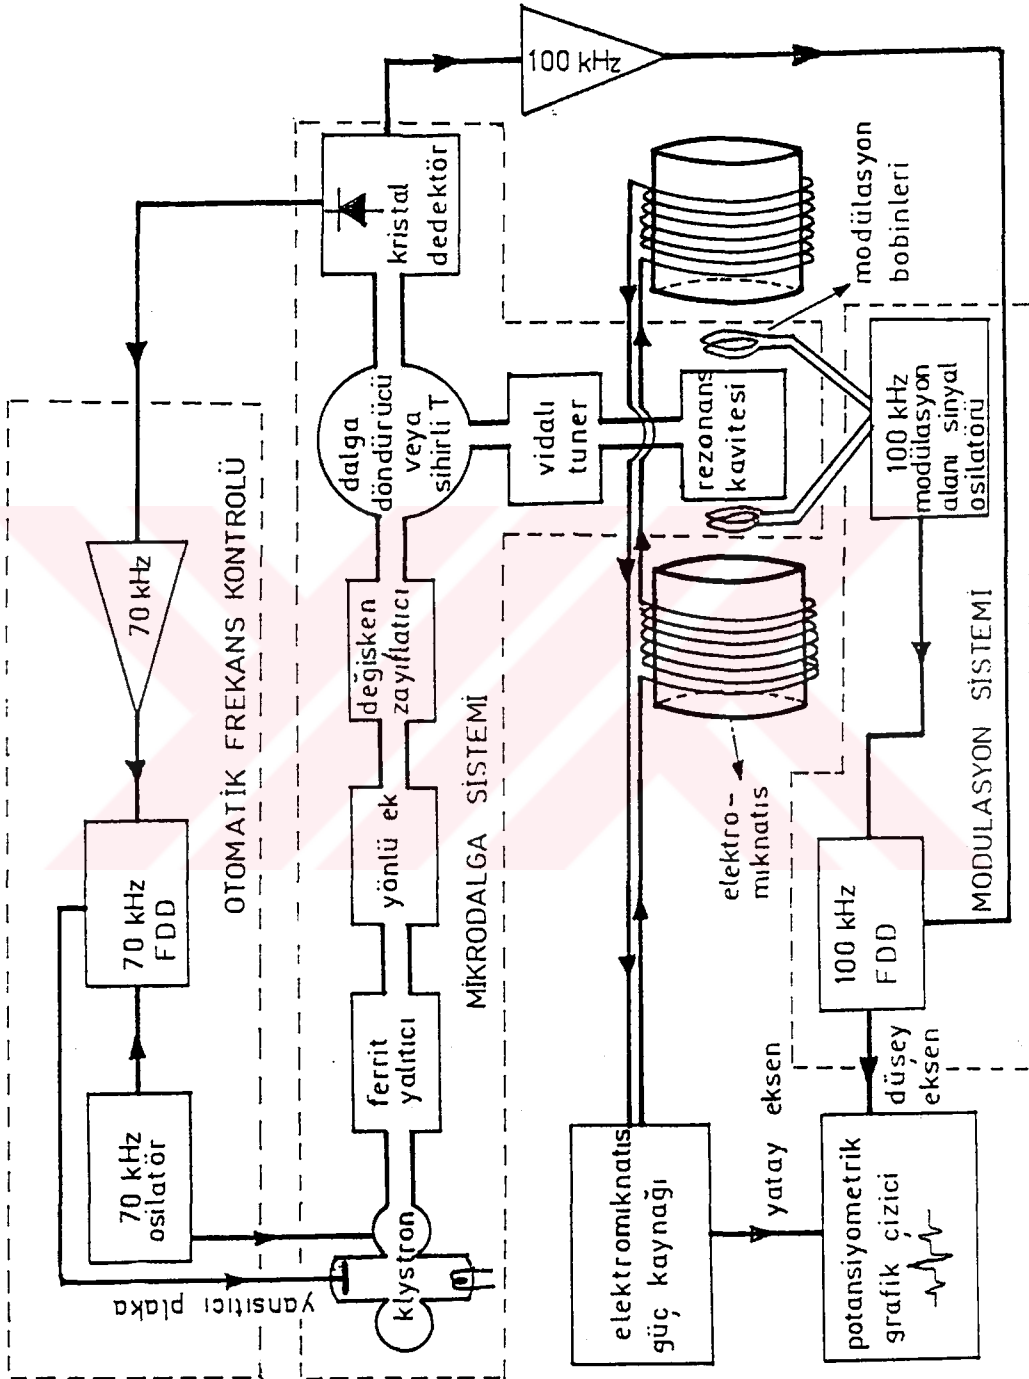 OTOMATİK FREKANS KONTROLÜ
70 kHz
osilatör
70 kHz
FDD
70 kHz
yansıtıcı plaka
MİKRODALGA SİSTEMİ
klystron
ferrit
yalıtıcı
yönlü ek
değisken
zayıflatıcı
dalga
döndürücü
veya
sihirli T
kristal
dedektör
100 kHz
vidalı
tuner
rezonans
kavitesi
modülasyon
bobinleri
elektro-
mıknatıs
elektromıknatıs
güç kaynağı
yatay eksen
potansiyometrik
grafik çizici
düşey
eksen
100 kHz
FDD
MODULASYON SİSTEMİ
100 kHz
modülasyon
alanı sinyal
osilatörü